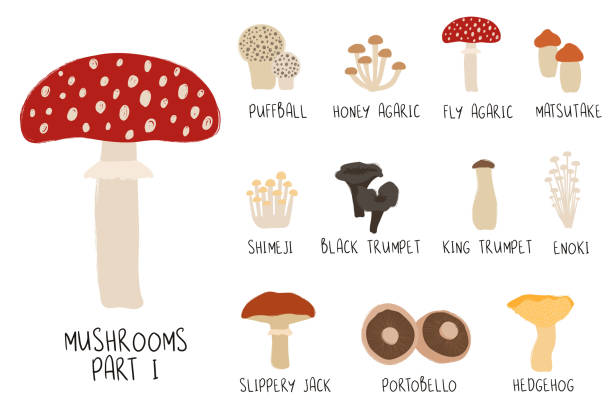 PUFFBALL
HONEY AGARIC
FLY AGARIC
MATSUTAKE
SHIMEJI
BLACK TRUMPET
KING TRUMPET
ENOKI
MUSHROOMS
PART I
SLIPPERY JACK
PORTOBELLO
HEDGEHOG